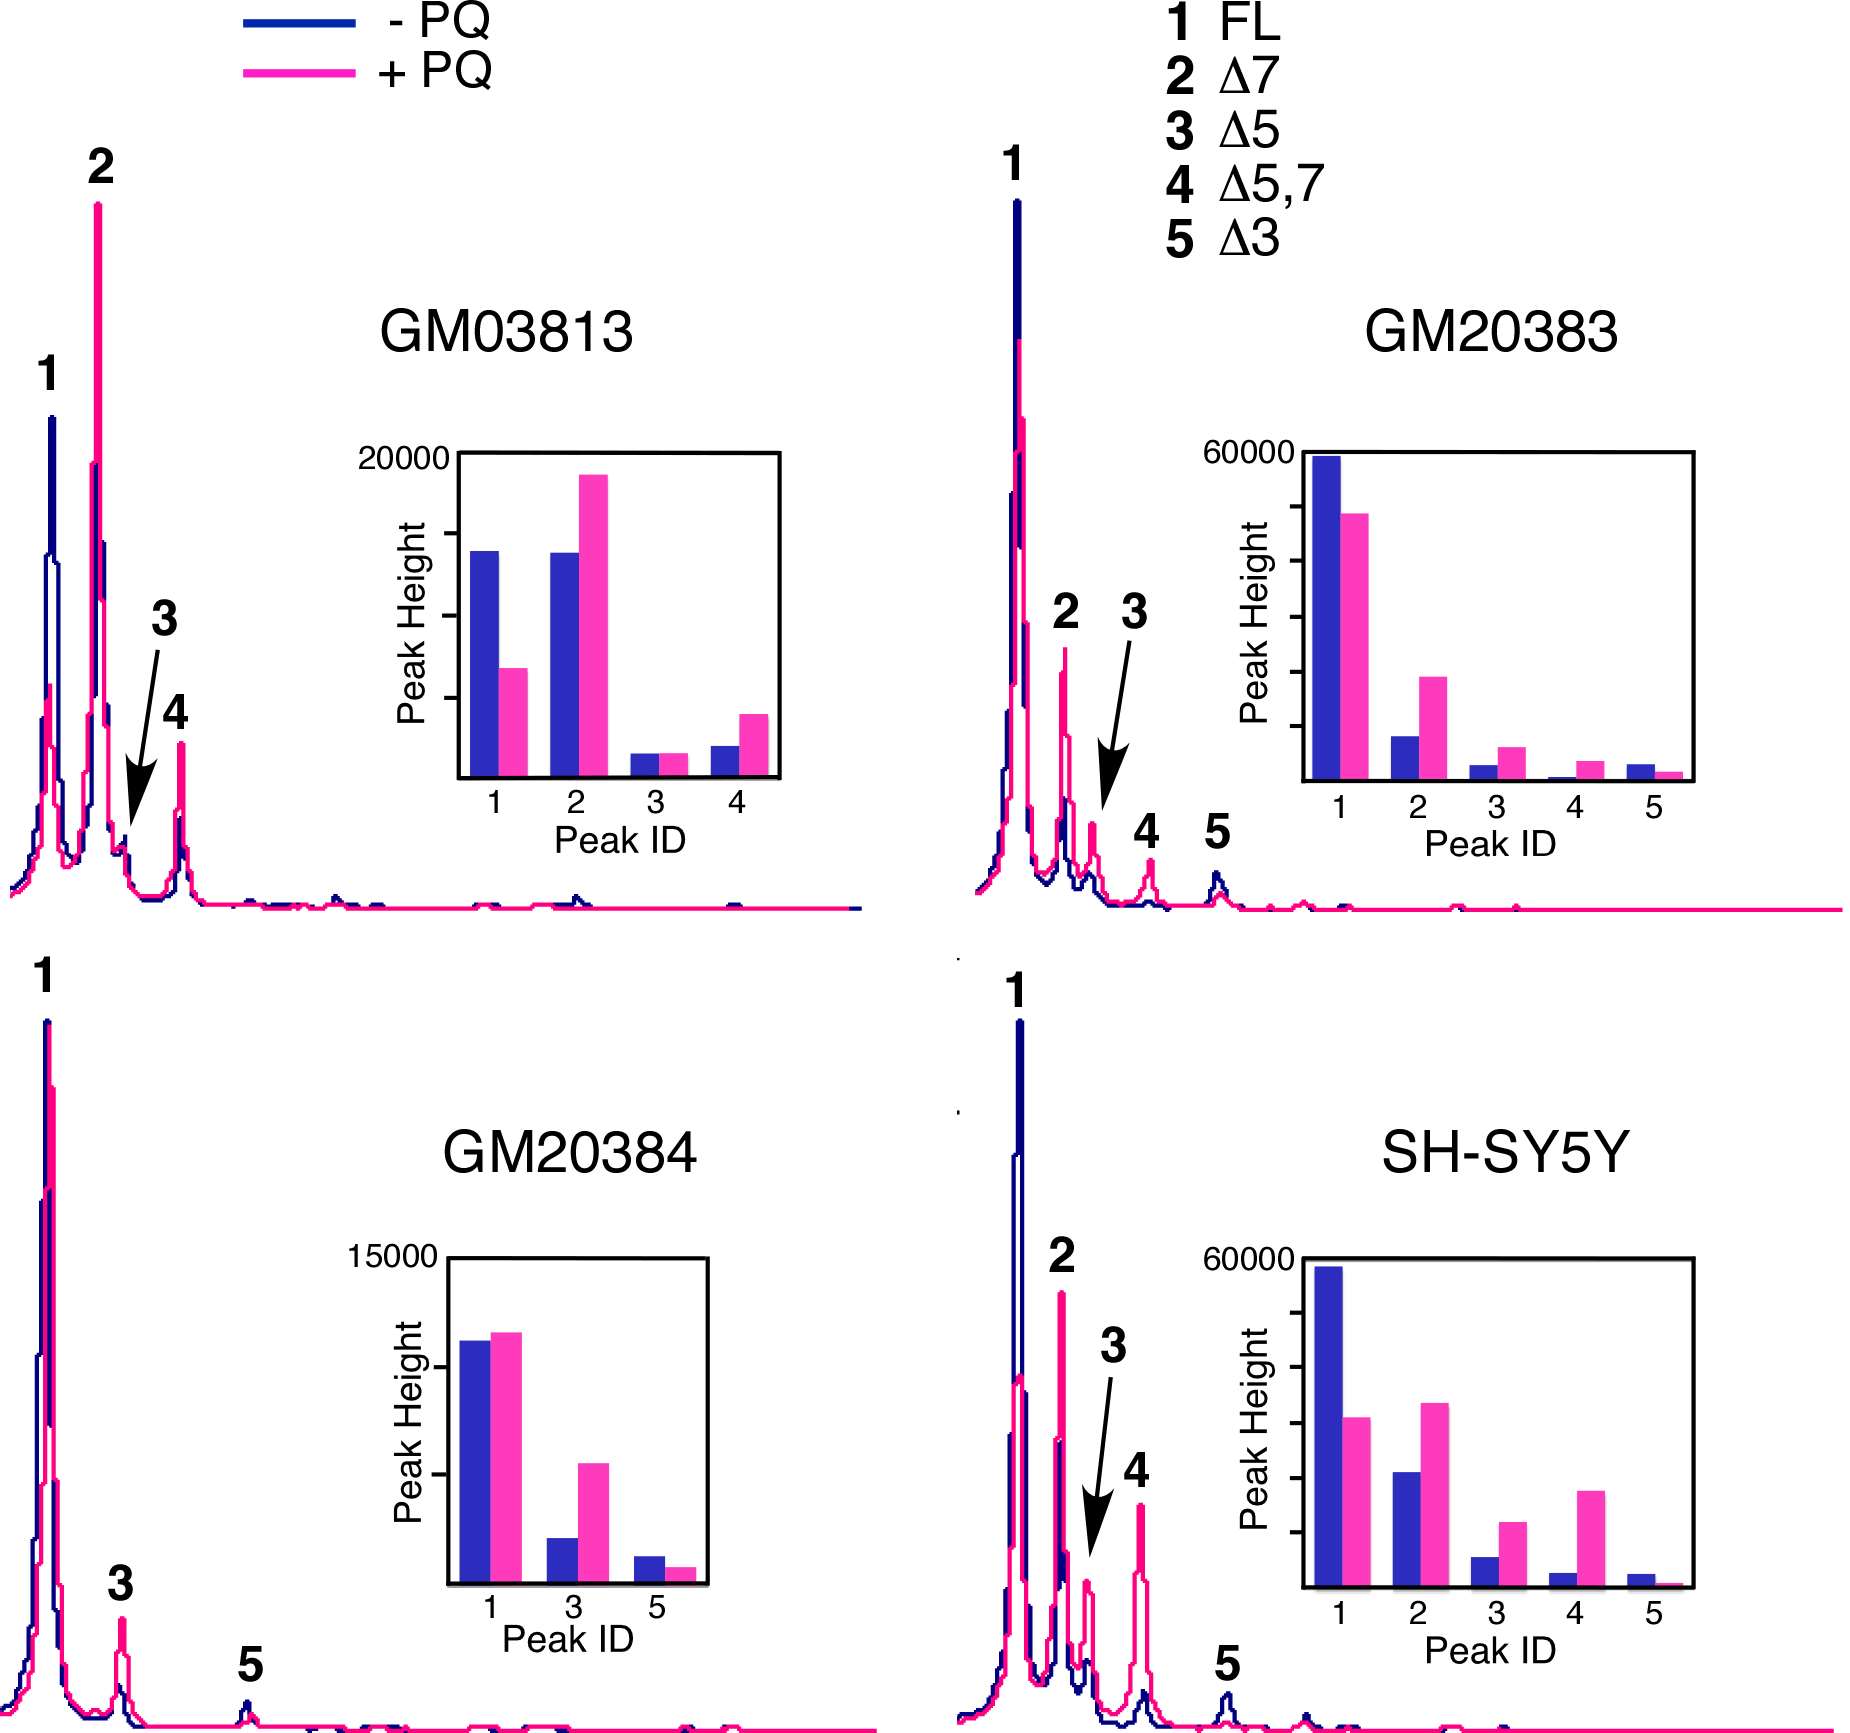 - PQ
+ PQ
1 FL
2 Δ7
3 Δ5
4 Δ5,7
5 Δ3
GM03813
1
2
3
4
20000
Peak Height
1 2 3 4
Peak ID
GM20383
1
2
3
4
5
60000
Peak Height
1 2 3 4 5
Peak ID
GM20384
1
3
5
15000
Peak Height
1 3 5
Peak ID
SH-SY5Y
1
2
3
4
5
60000
Peak Height
1 2 3 4 5
Peak ID